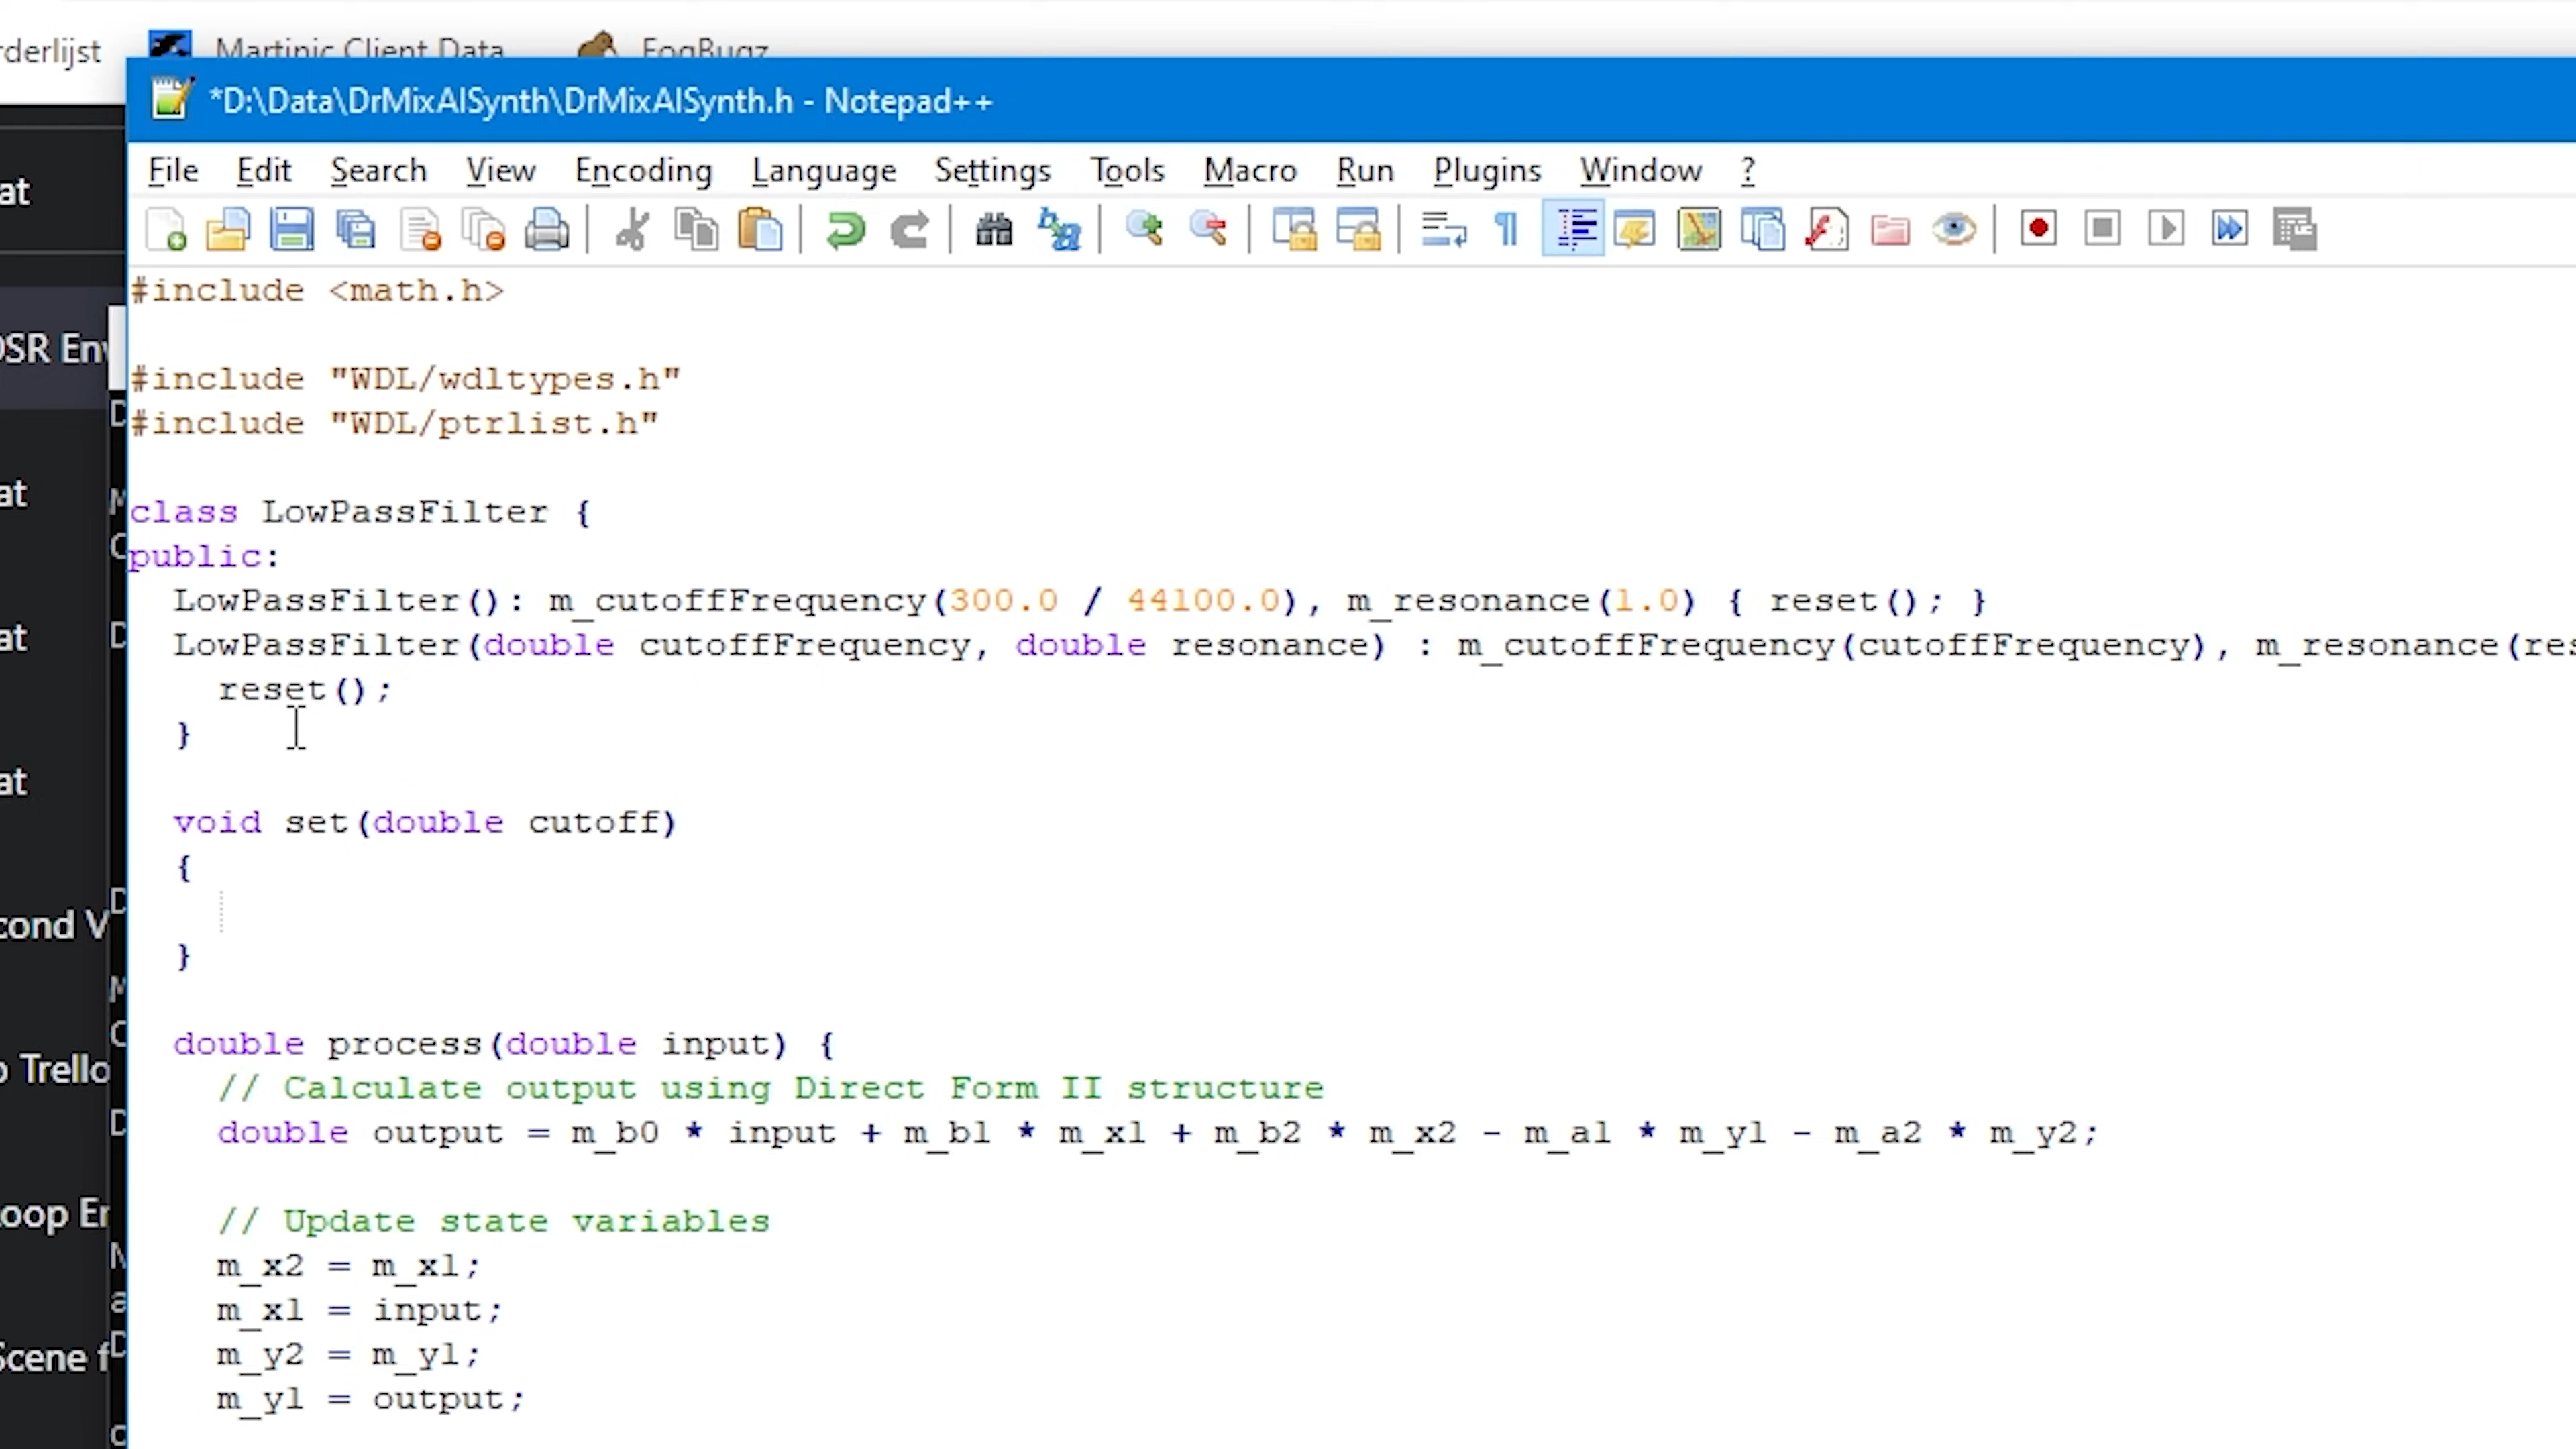 rderlijst Martinic Client Data FogBugz
*D:\Data\DrMixAISynth\DrMixAISynth.h - Notepad++
File Edit Search View Encoding Language Settings Tools Macro Run Plugins Window ?
#include <math.h>
#include "WDL/wdltypes.h"
#include "WDL/ptrlist.h"
class LowPassFilter {
public:
LowPassFilter(): m_cutoffFrequency(300.0 / 44100.0), m_resonance(1.0) { reset(); }
LowPassFilter(double cutoffFrequency, double resonance) : m_cutoffFrequency(cutoffFrequency), m_resonance(res
reset();
}
void set(double cutoff)
{
}
double process(double input) {
// Calculate output using Direct Form II structure
double output = m_b0 * input + m_b1 * m_x1 + m_b2 * m_x2 - m_a1 * m_y1 - m_a2 * m_y2;
// Update state variables
m_x2 = m_x1;
m_x1 = input;
m_y2 = m_y1;
m_y1 = output;
at
DSR Env
at
at
at
cond V
o Trello
Loop En
Scene f